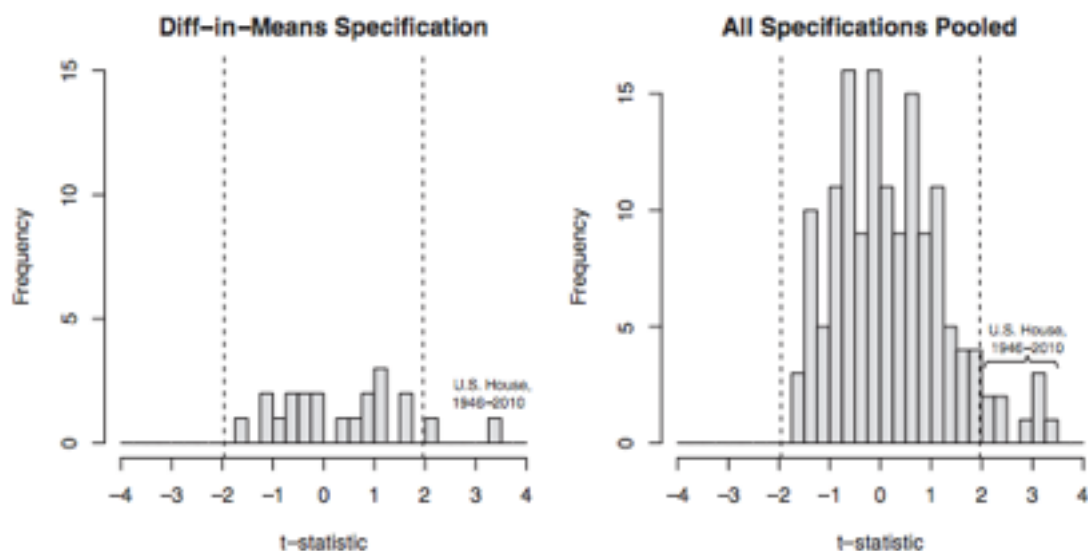 Diff-in-Means Specification
Frequency
15
10
5
0
U.S. House,
1946-2010
-4 -3 -2 -1 0 1 2 3 4
t-statistic
All Specifications Pooled
Frequency
15
10
5
0
U.S. House,
1946-2010
-4 -3 -2 -1 0 1 2 3 4
t-statistic